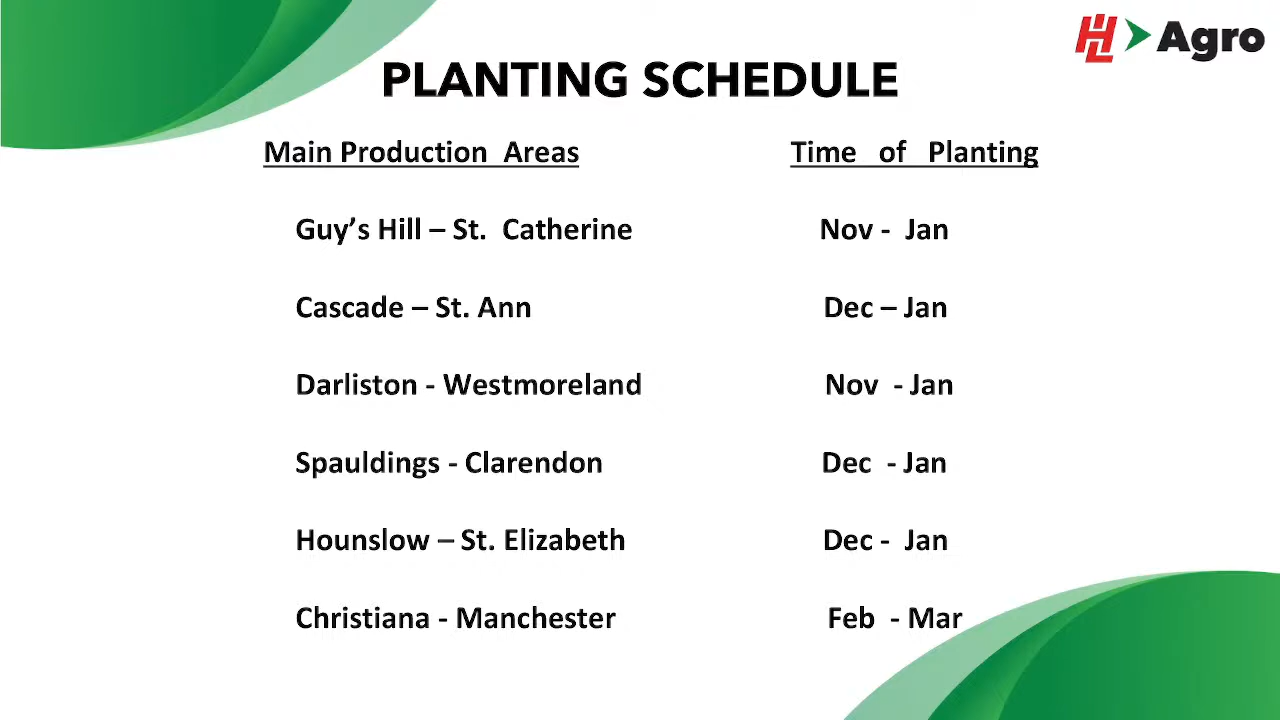 HL Agro
PLANTING SCHEDULE
Main Production Areas Time of Planting
Guy’s Hill – St. Catherine Nov - Jan
Cascade – St. Ann Dec – Jan
Darliston - Westmoreland Nov - Jan
Spauldings - Clarendon Dec - Jan
Hounslow – St. Elizabeth Dec - Jan
Christiana - Manchester Feb - Mar